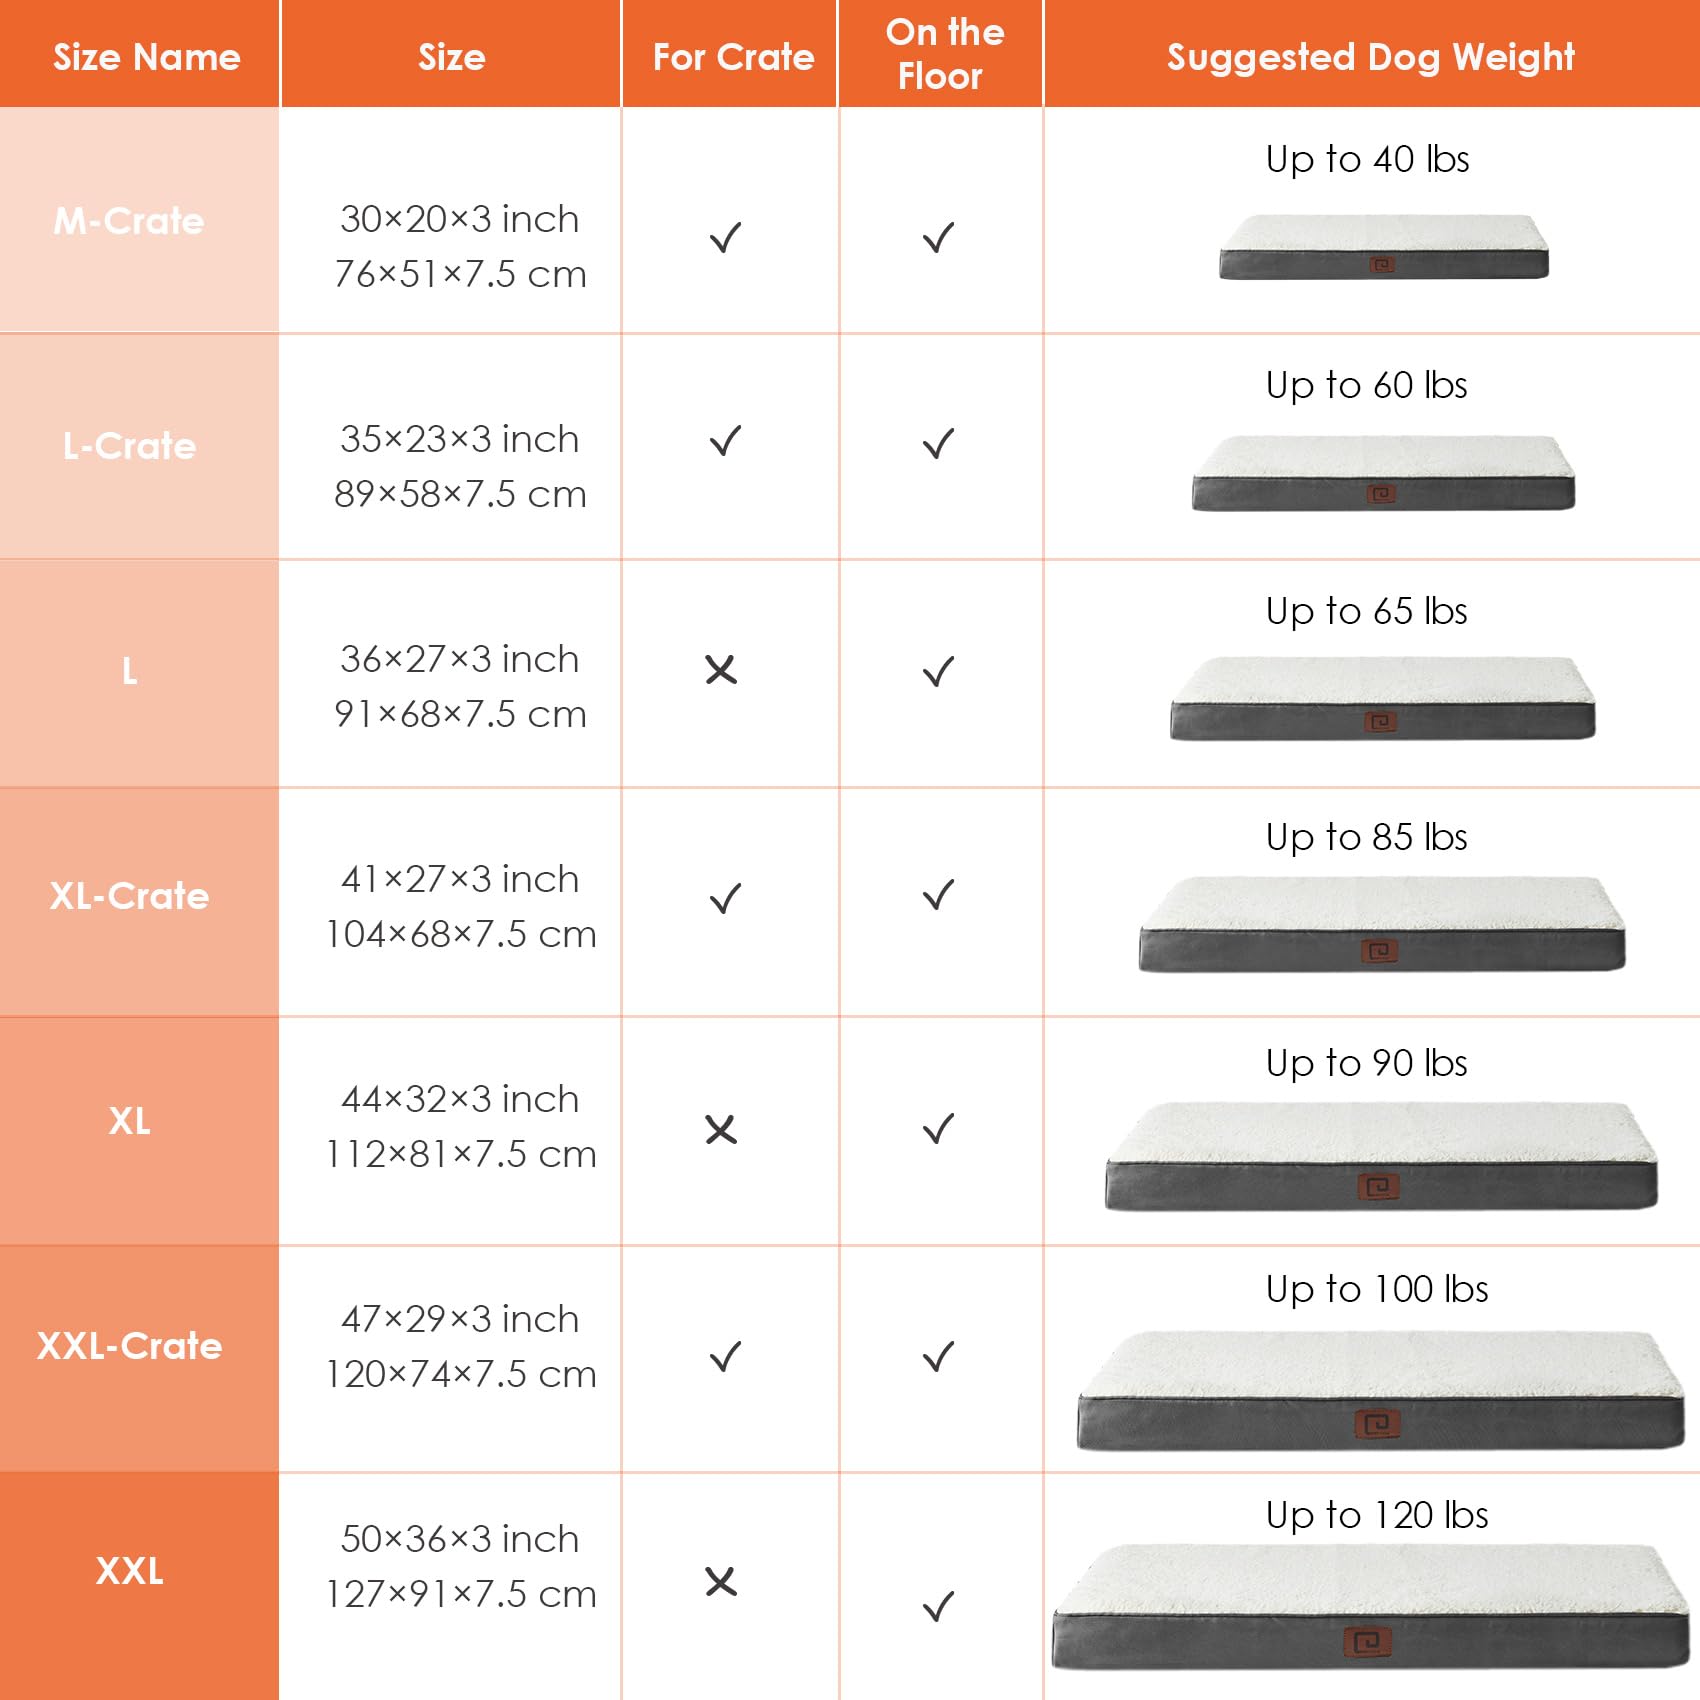 Size Name
Size
For Crate
On the
Floor
Suggested Dog Weight
M-Crate
30×20×3 inch
76×51×7.5 cm
✓
✓
Up to 40 lbs
L-Crate
35×23×3 inch
89×58×7.5 cm
✓
✓
Up to 60 lbs
L
36×27×3 inch
91×68×7.5 cm
✕
✓
Up to 65 lbs
XL-Crate
41×27×3 inch
104×68×7.5 cm
✓
✓
Up to 85 lbs
XL
44×32×3 inch
112×81×7.5 cm
✕
✓
Up to 90 lbs
XXL-Crate
47×29×3 inch
120×74×7.5 cm
✓
✓
Up to 100 lbs
XXL
50×36×3 inch
127×91×7.5 cm
✕
✓
Up to 120 lbs